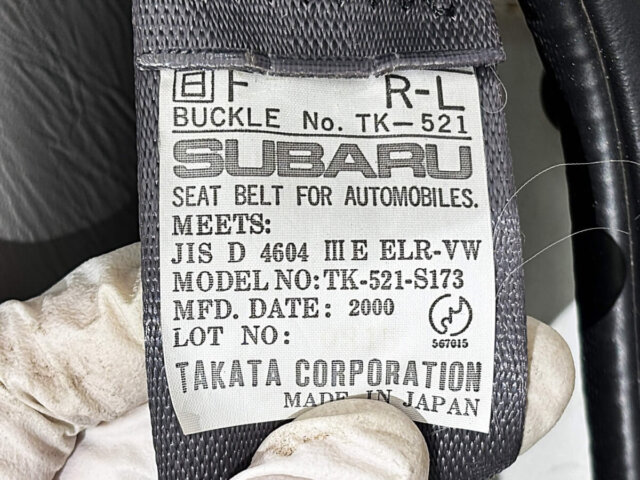 日F R-L
BUCKLE No. TK-521
SUBARU
SEAT BELT FOR AUTOMOBILES.
MEETS:
JIS D 4604 III E ELR-VW
MODEL NO: TK-521-S173
MFD. DATE: 2000
LOT NO:
567015
TAKATA CORPORATION
MADE IN JAPAN